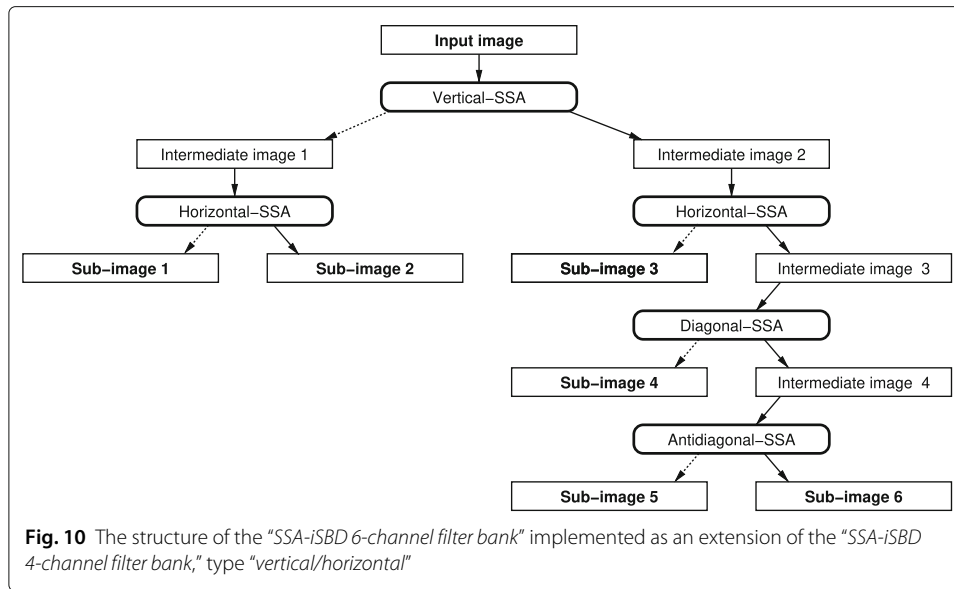 Input image
Vertical–SSA
Intermediate image 1
Intermediate image 2
Horizontal–SSA
Horizontal–SSA
Sub–image 1
Sub–image 2
Sub–image 3
Intermediate image 3
Diagonal–SSA
Sub–image 4
Intermediate image 4
Antidiagonal–SSA
Sub–image 5
Sub–image 6
Fig. 10 The structure of the “SSA-iSBD 6-channel filter bank” implemented as an extension of the “SSA-iSBD
4-channel filter bank,” type “vertical/horizontal”